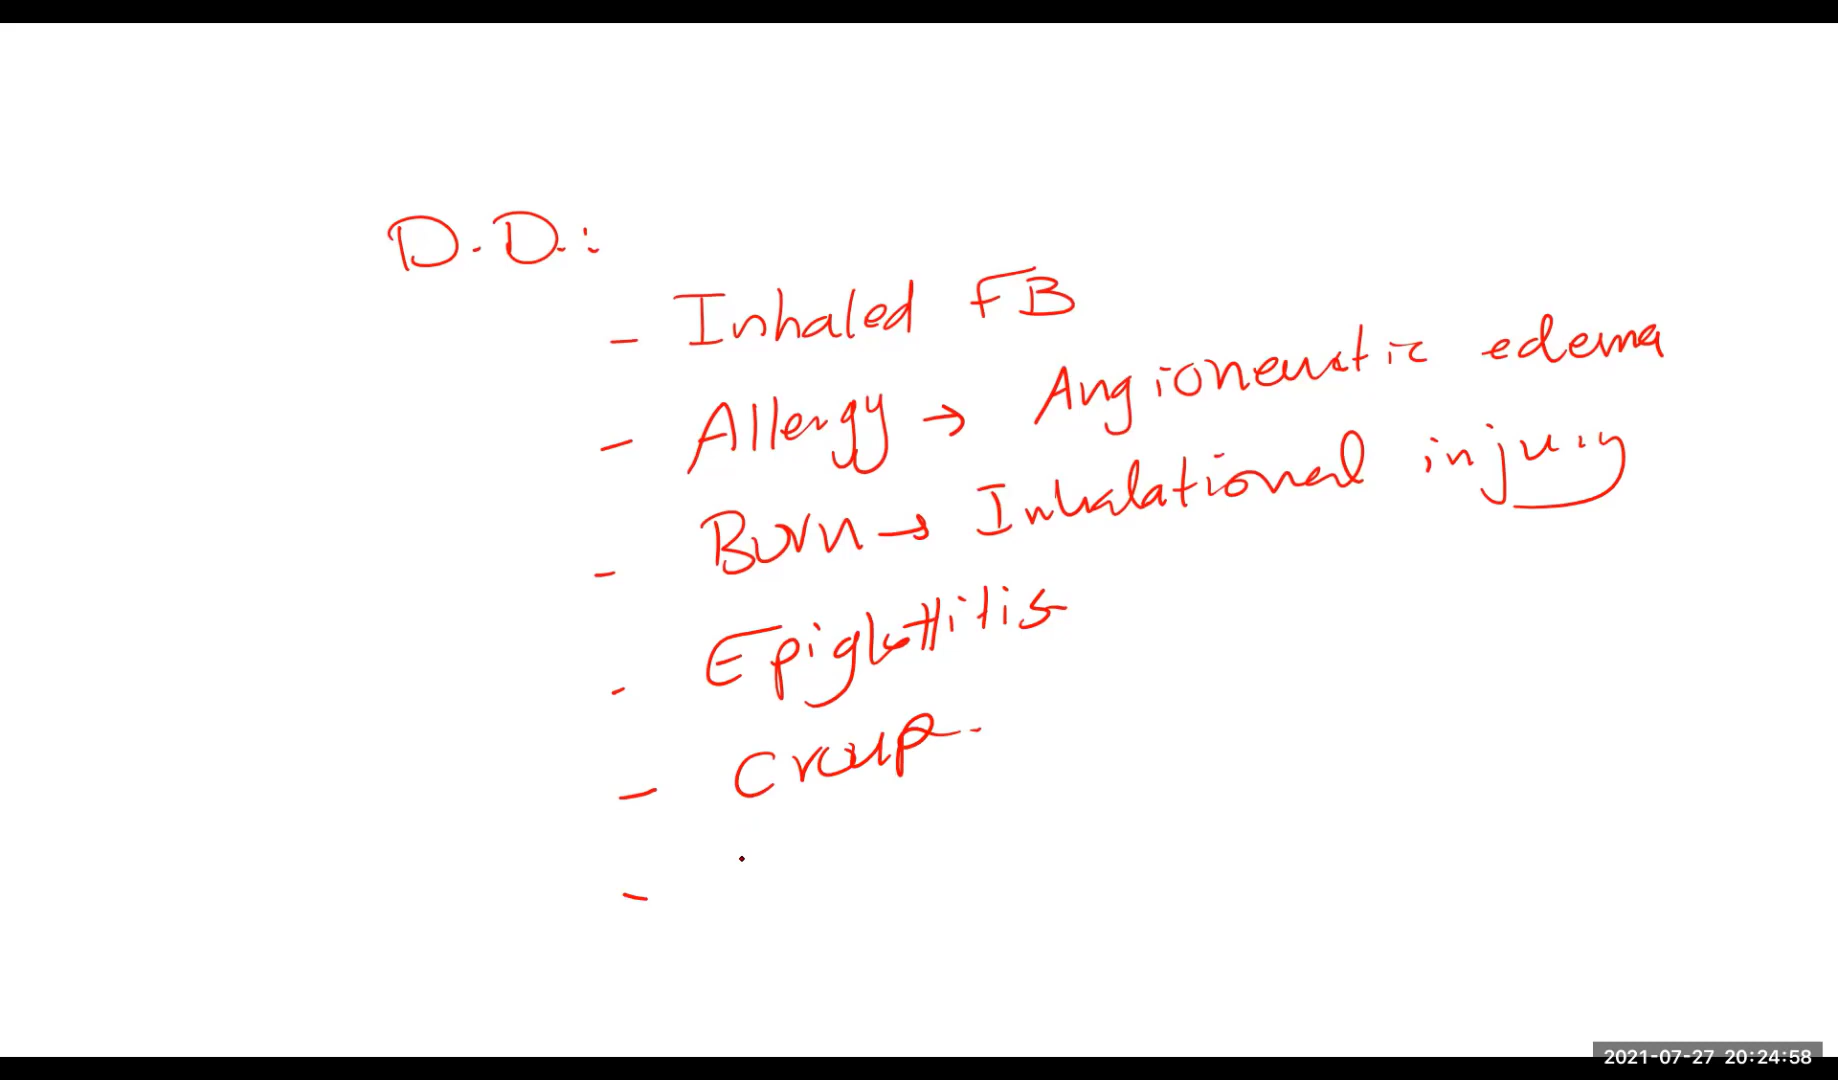 D.D.:
- Inhaled FB
- Allergy → Angioneurotic edema
- Burn → Inhalational injury
- Epiglottitis
- Croup.
-
2021-07-27 20:24:58